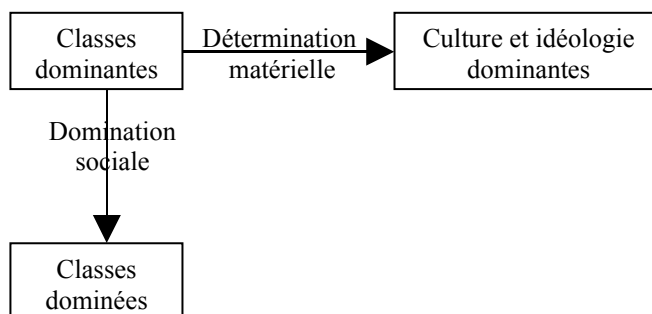 Classes
dominantes
Détermination
matérielle
Culture et idéologie
dominantes
Domination
sociale
Classes
dominées